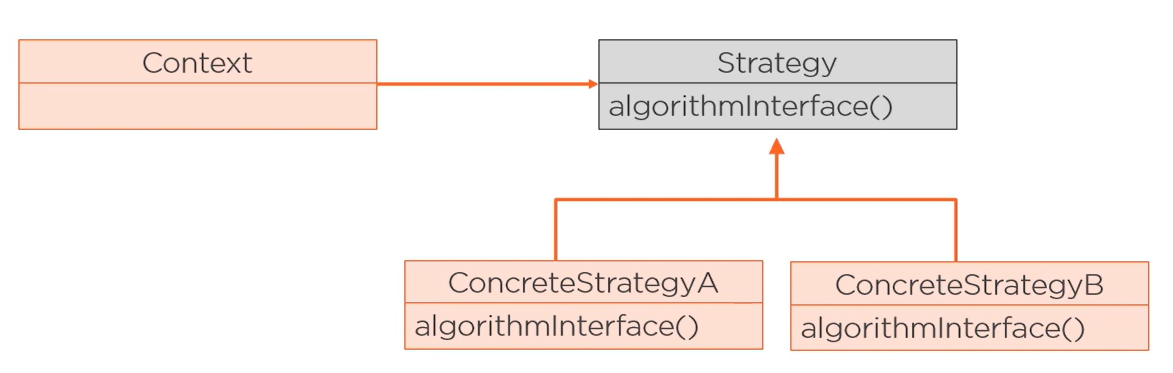 Context
Strategy
algorithmInterface()
ConcreteStrategyA
algorithmInterface()
ConcreteStrategyB
algorithmInterface()